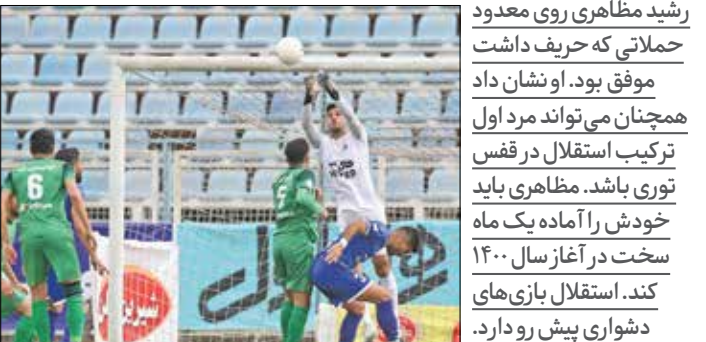 رشید مظاهری روی معدود
حملاتی که حریف داشت
موفق بود. او نشان داد
همچنان می‌تواند مرد اول
ترکیب استقلال در قفس
توری باشد. مظاهری باید
خودش را آماده یک ماه
سخت در آغاز سال ۱۴۰۰
کند. استقلال بازی‌های
دشواری پیش رو دارد.
6
5